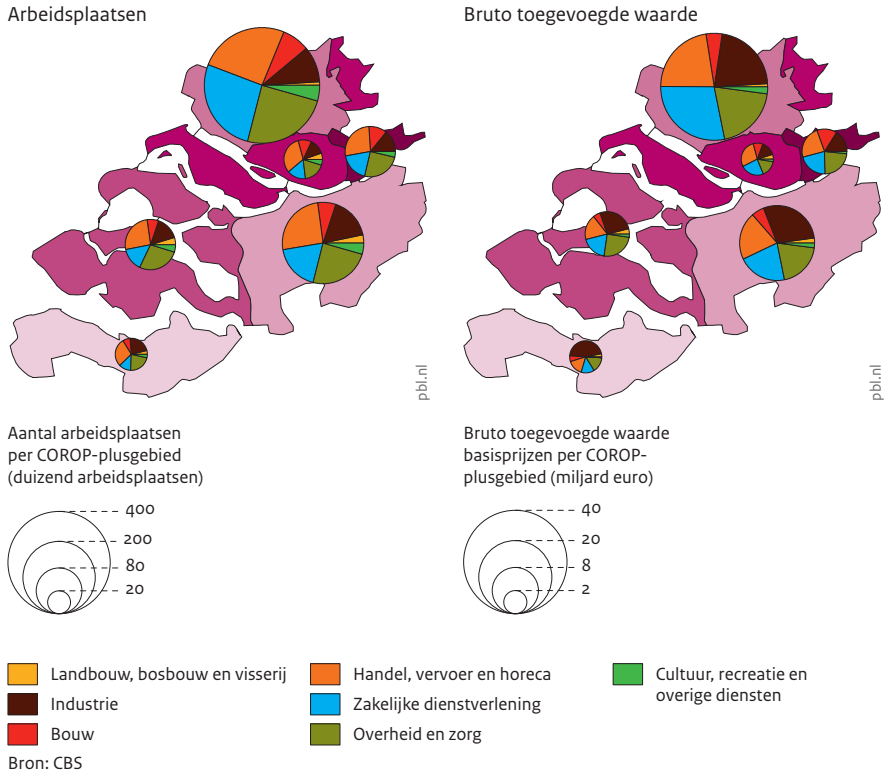 Arbeidsplaatsen
Bruto toegevoegde waarde
pbl.nl
pbl.nl
Aantal arbeidsplaatsen
per COROP-plusgebied
(duizend arbeidsplaatsen)
400
200
80
20
Bruto toegevoegde waarde
basisprijzen per COROP-
plusgebied (miljard euro)
40
20
8
2
Landbouw, bosbouw en visserij
Industrie
Bouw
Handel, vervoer en horeca
Zakelijke dienstverlening
Overheid en zorg
Cultuur, recreatie en
overige diensten
Bron: CBS